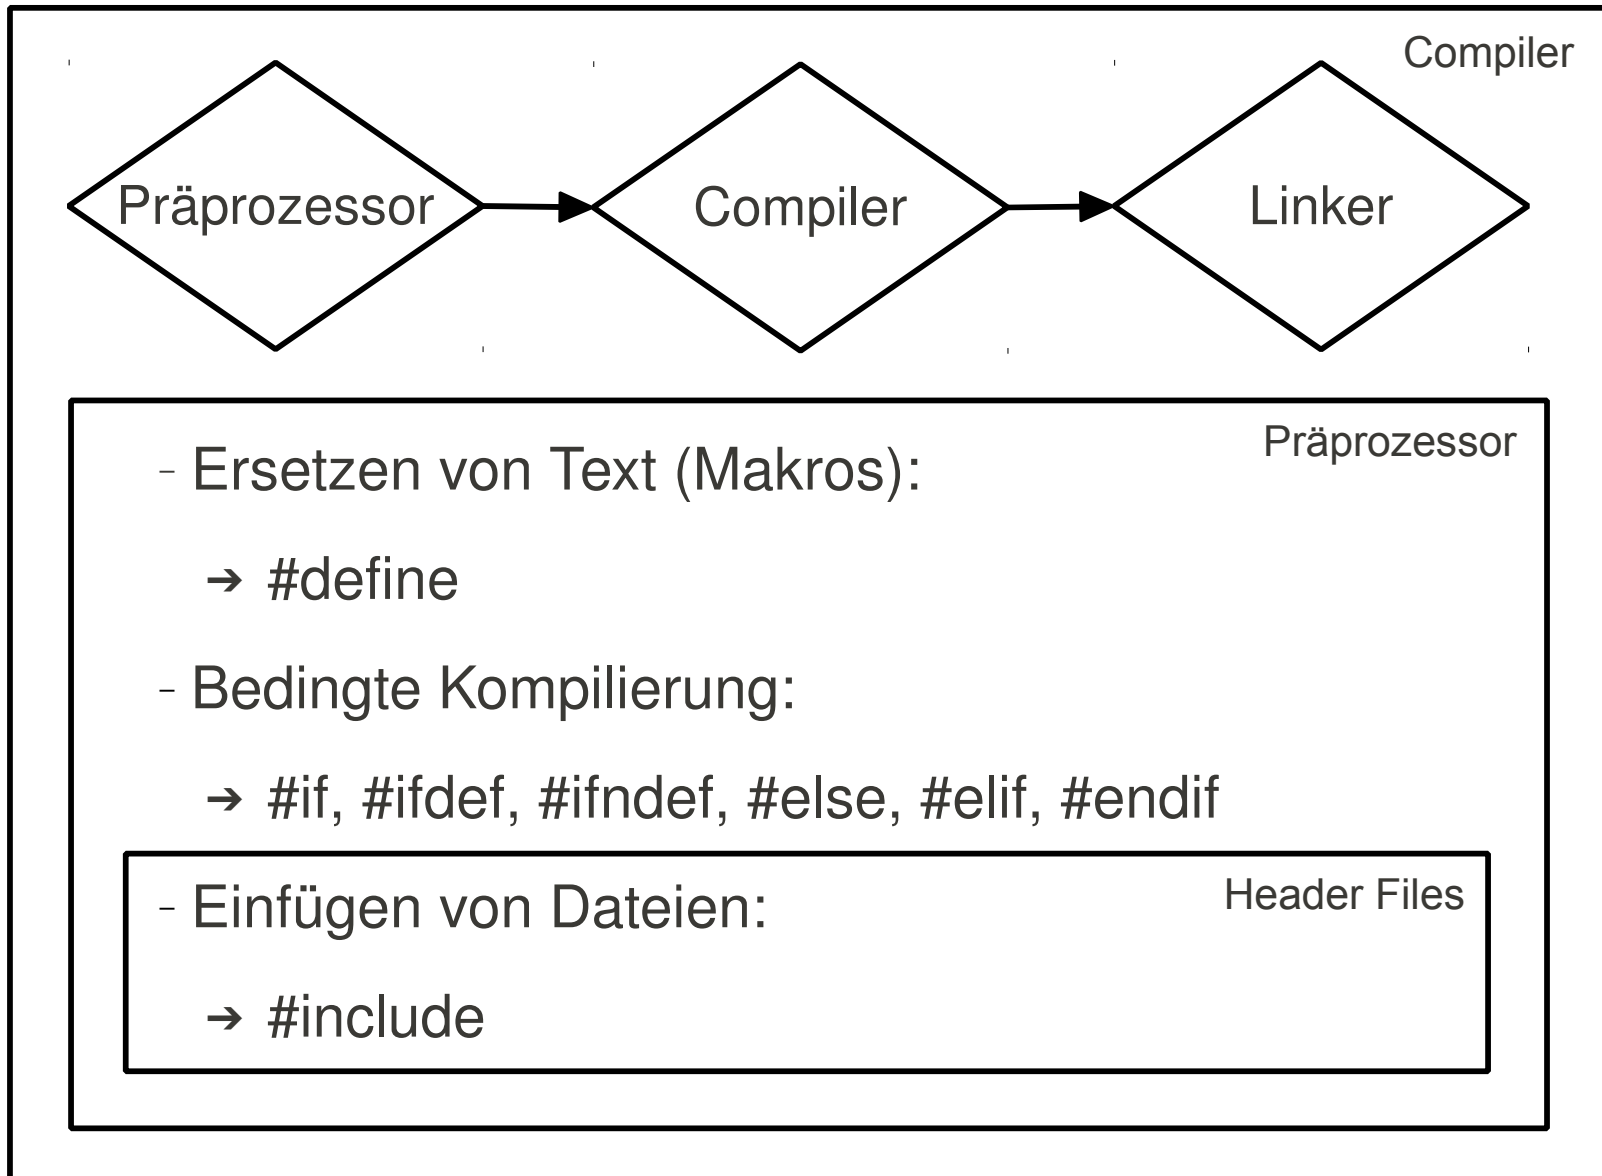 Compiler
Präprozessor Compiler Linker
Präprozessor
- Ersetzen von Text (Makros):
➔ #define
- Bedingte Kompilierung:
➔ #if, #ifdef, #ifndef, #else, #elif, #endif
Header Files
- Einfügen von Dateien:
➔ #include